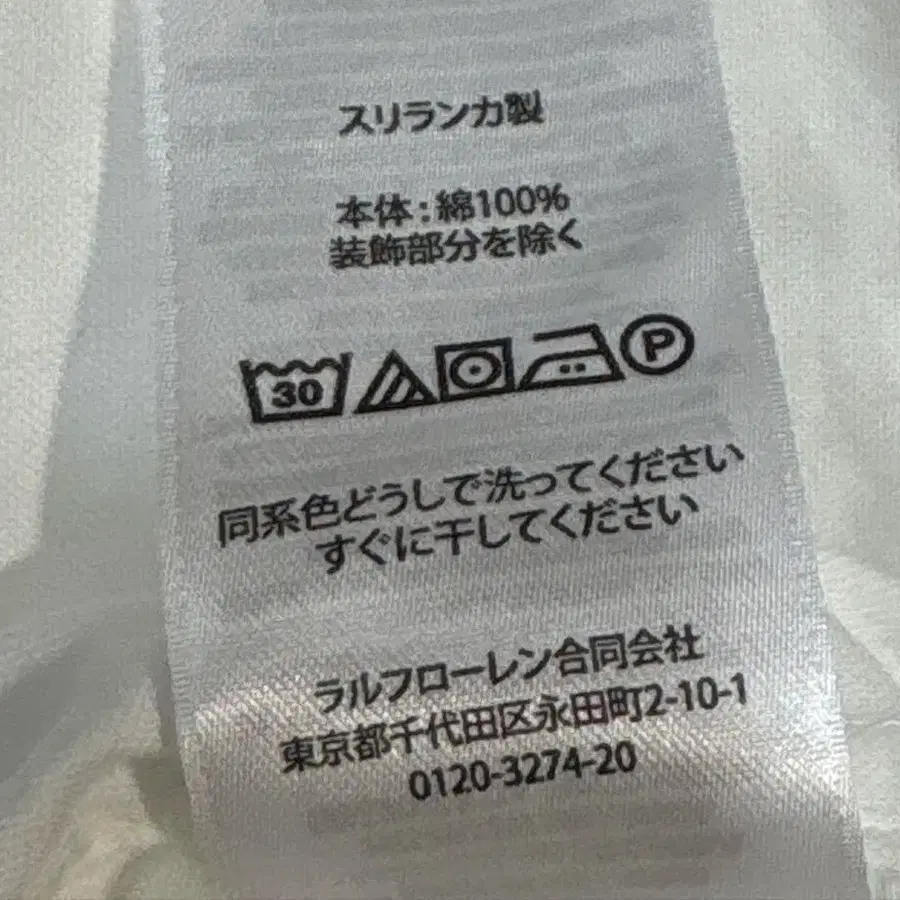 スリランカ製
本体:綿100%
装飾部分を除く
30 P
同系色どうしで洗ってください
すぐに干してください
ラルフローレン合同会社
東京都千代田区永田町2-10-1
0120-3274-20